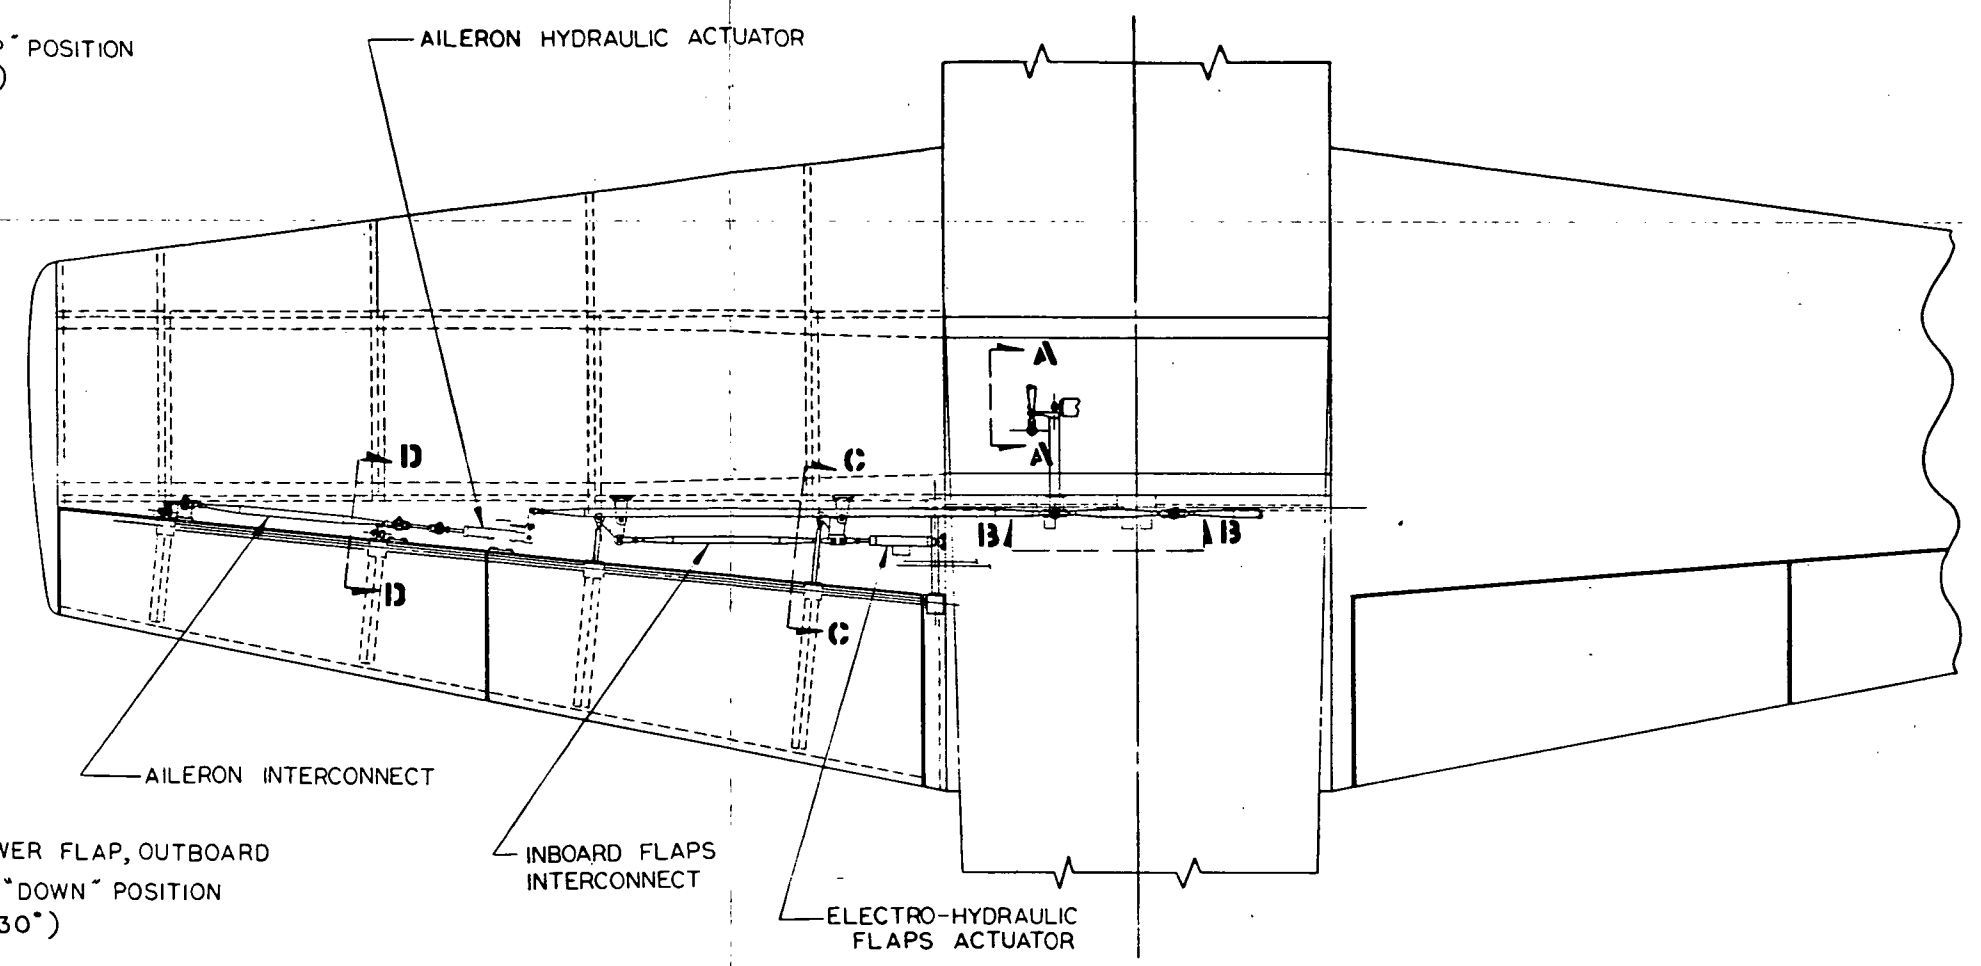 " POSITION
)
AILERON HYDRAULIC ACTUATOR
A
A
D
C
B
B
D
C
AILERON INTERCONNECT
INBOARD FLAPS
INTERCONNECT
ELECTRO-HYDRAULIC
FLAPS ACTUATOR
WER FLAP, OUTBOARD
"DOWN" POSITION
30°)